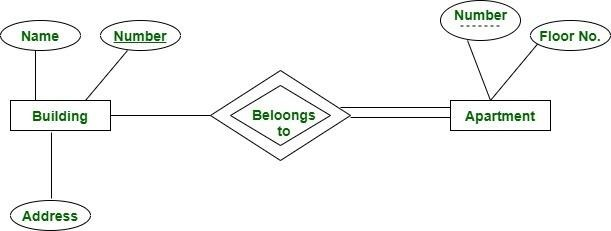 Name
Number
Number
Floor No.
Building
Beloongs
to
Apartment
Address